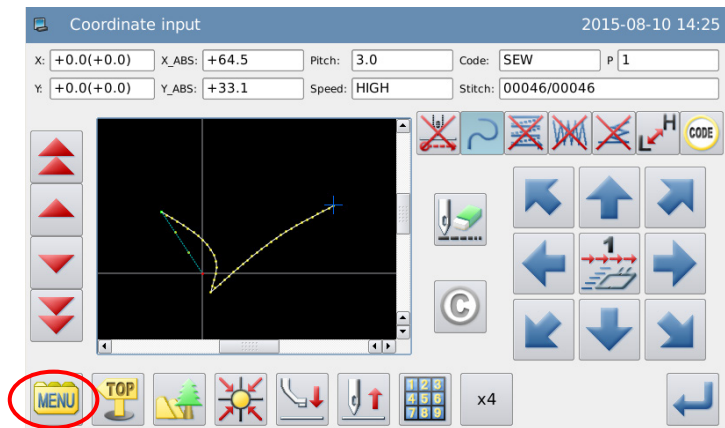 Coordinate input 2015-08-10 14:25
X: +0.0(+0.0) X_ABS: +64.5 Pitch: 3.0 Code: SEW P 1
Y: +0.0(+0.0) Y_ABS: +33.1 Speed: HIGH Stitch: 00046/00046
H
L
CODE
1
C
MENU
TOP
1 2 3
4 5 6
7 8 9
x4